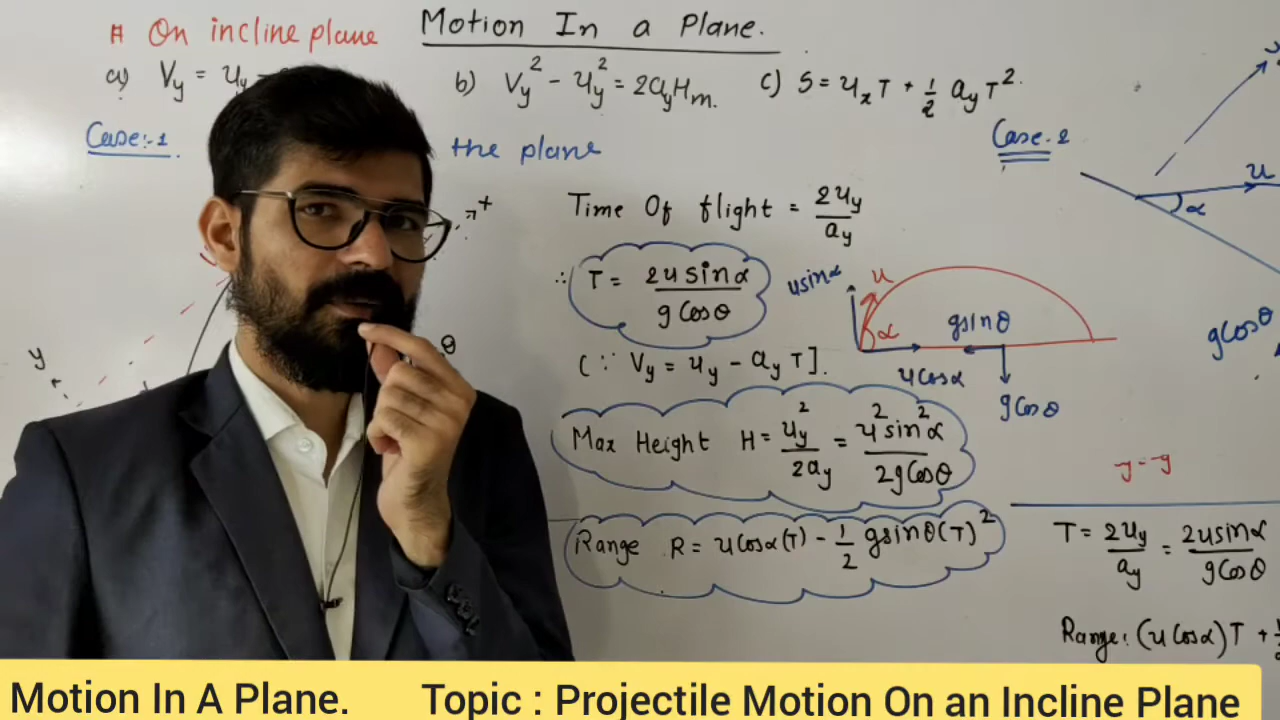 # On incline plane
Motion In a Plane.
a) Vy = uy
b) Vy² - uy² = 2ayHm.
c) S = uxT + 1/2 ayT².
Case:-1
the plane
Case-2
Time Of flight = 2uy/ay
∴ T = 2usinα/gCosθ
(∵ Vy = uy - ayT].
Max Height H = uy²/2ay = u²sin²α/2gCosθ
Range R = uCosα(T) - 1/2 gsinθ(T)²
+
y
θ
usinα
u
α
gsinθ
uCosα
gCosθ
u
α
gCosθ
T = 2uy/ay = 2usinα/gCosθ
Range: (uCosα)T +
Motion In A Plane. Topic : Projectile Motion On an Incline Plane